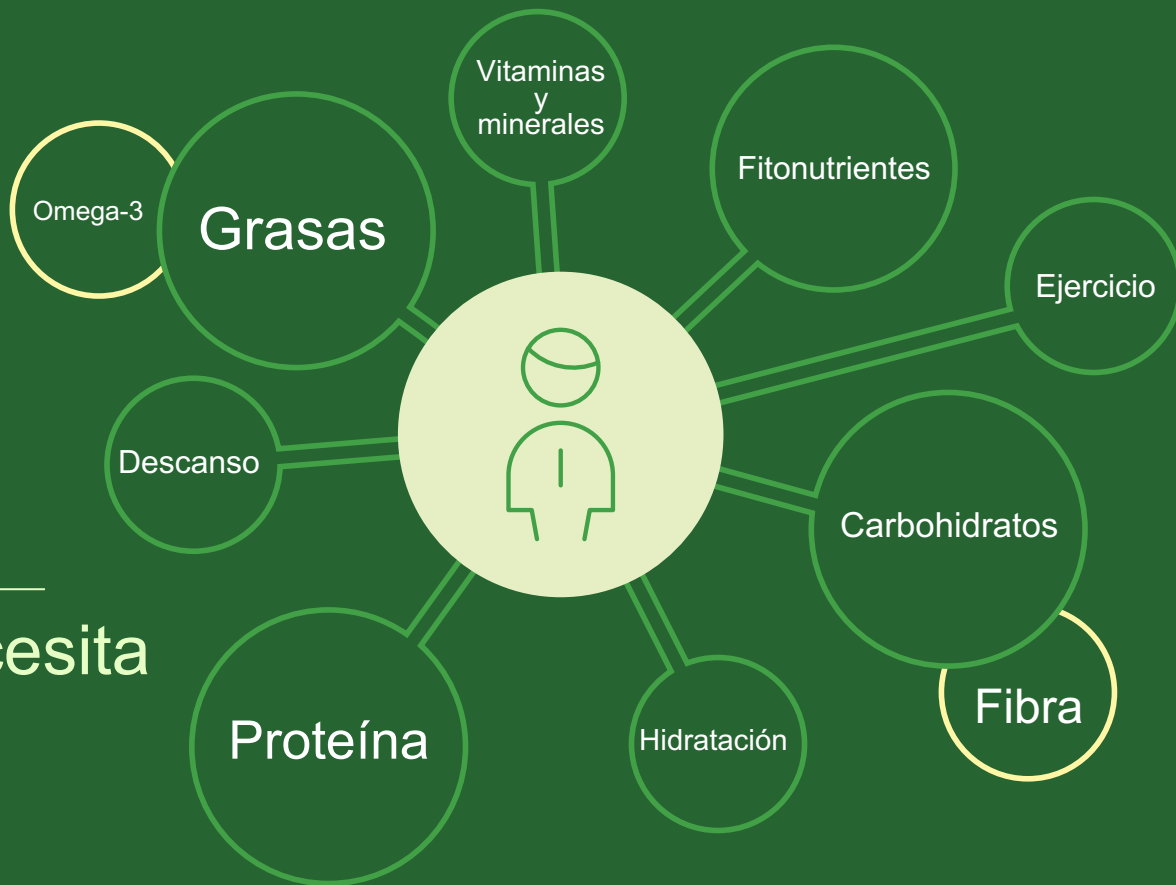 Vitaminas
y
minerales
Fitonutrientes
Omega-3
Grasas
Ejercicio
Descanso
Carbohidratos
cesita
Proteína
Hidratación
Fibra